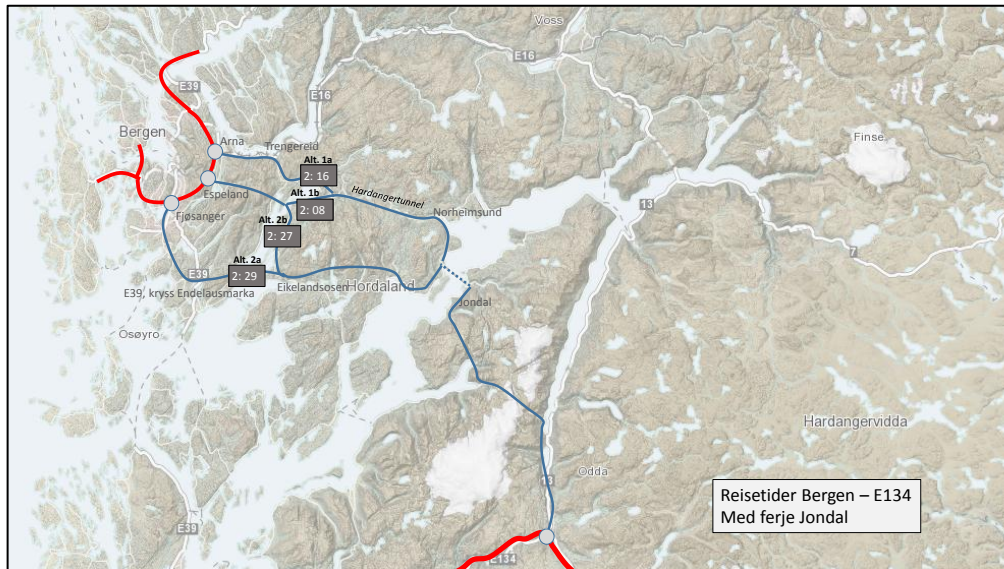 Voss
E16
E39
E16
Bergen
Arna
Trengereid
Finse
Alt. 1a
2: 16
Espeland
Alt. 1b
2: 08
Hardangertunnel
Norheimsund
13
Fjøsanger
Alt. 2b
2: 27
7
Alt. 2a
E39
2: 29
E39, kryss Endelausmarka
Eikelandsosen
Hordaland
Jondal
Osøyro
Hardangervidda
Odda
13
Reisetider Bergen – E134
Med ferje Jondal
E39
E134